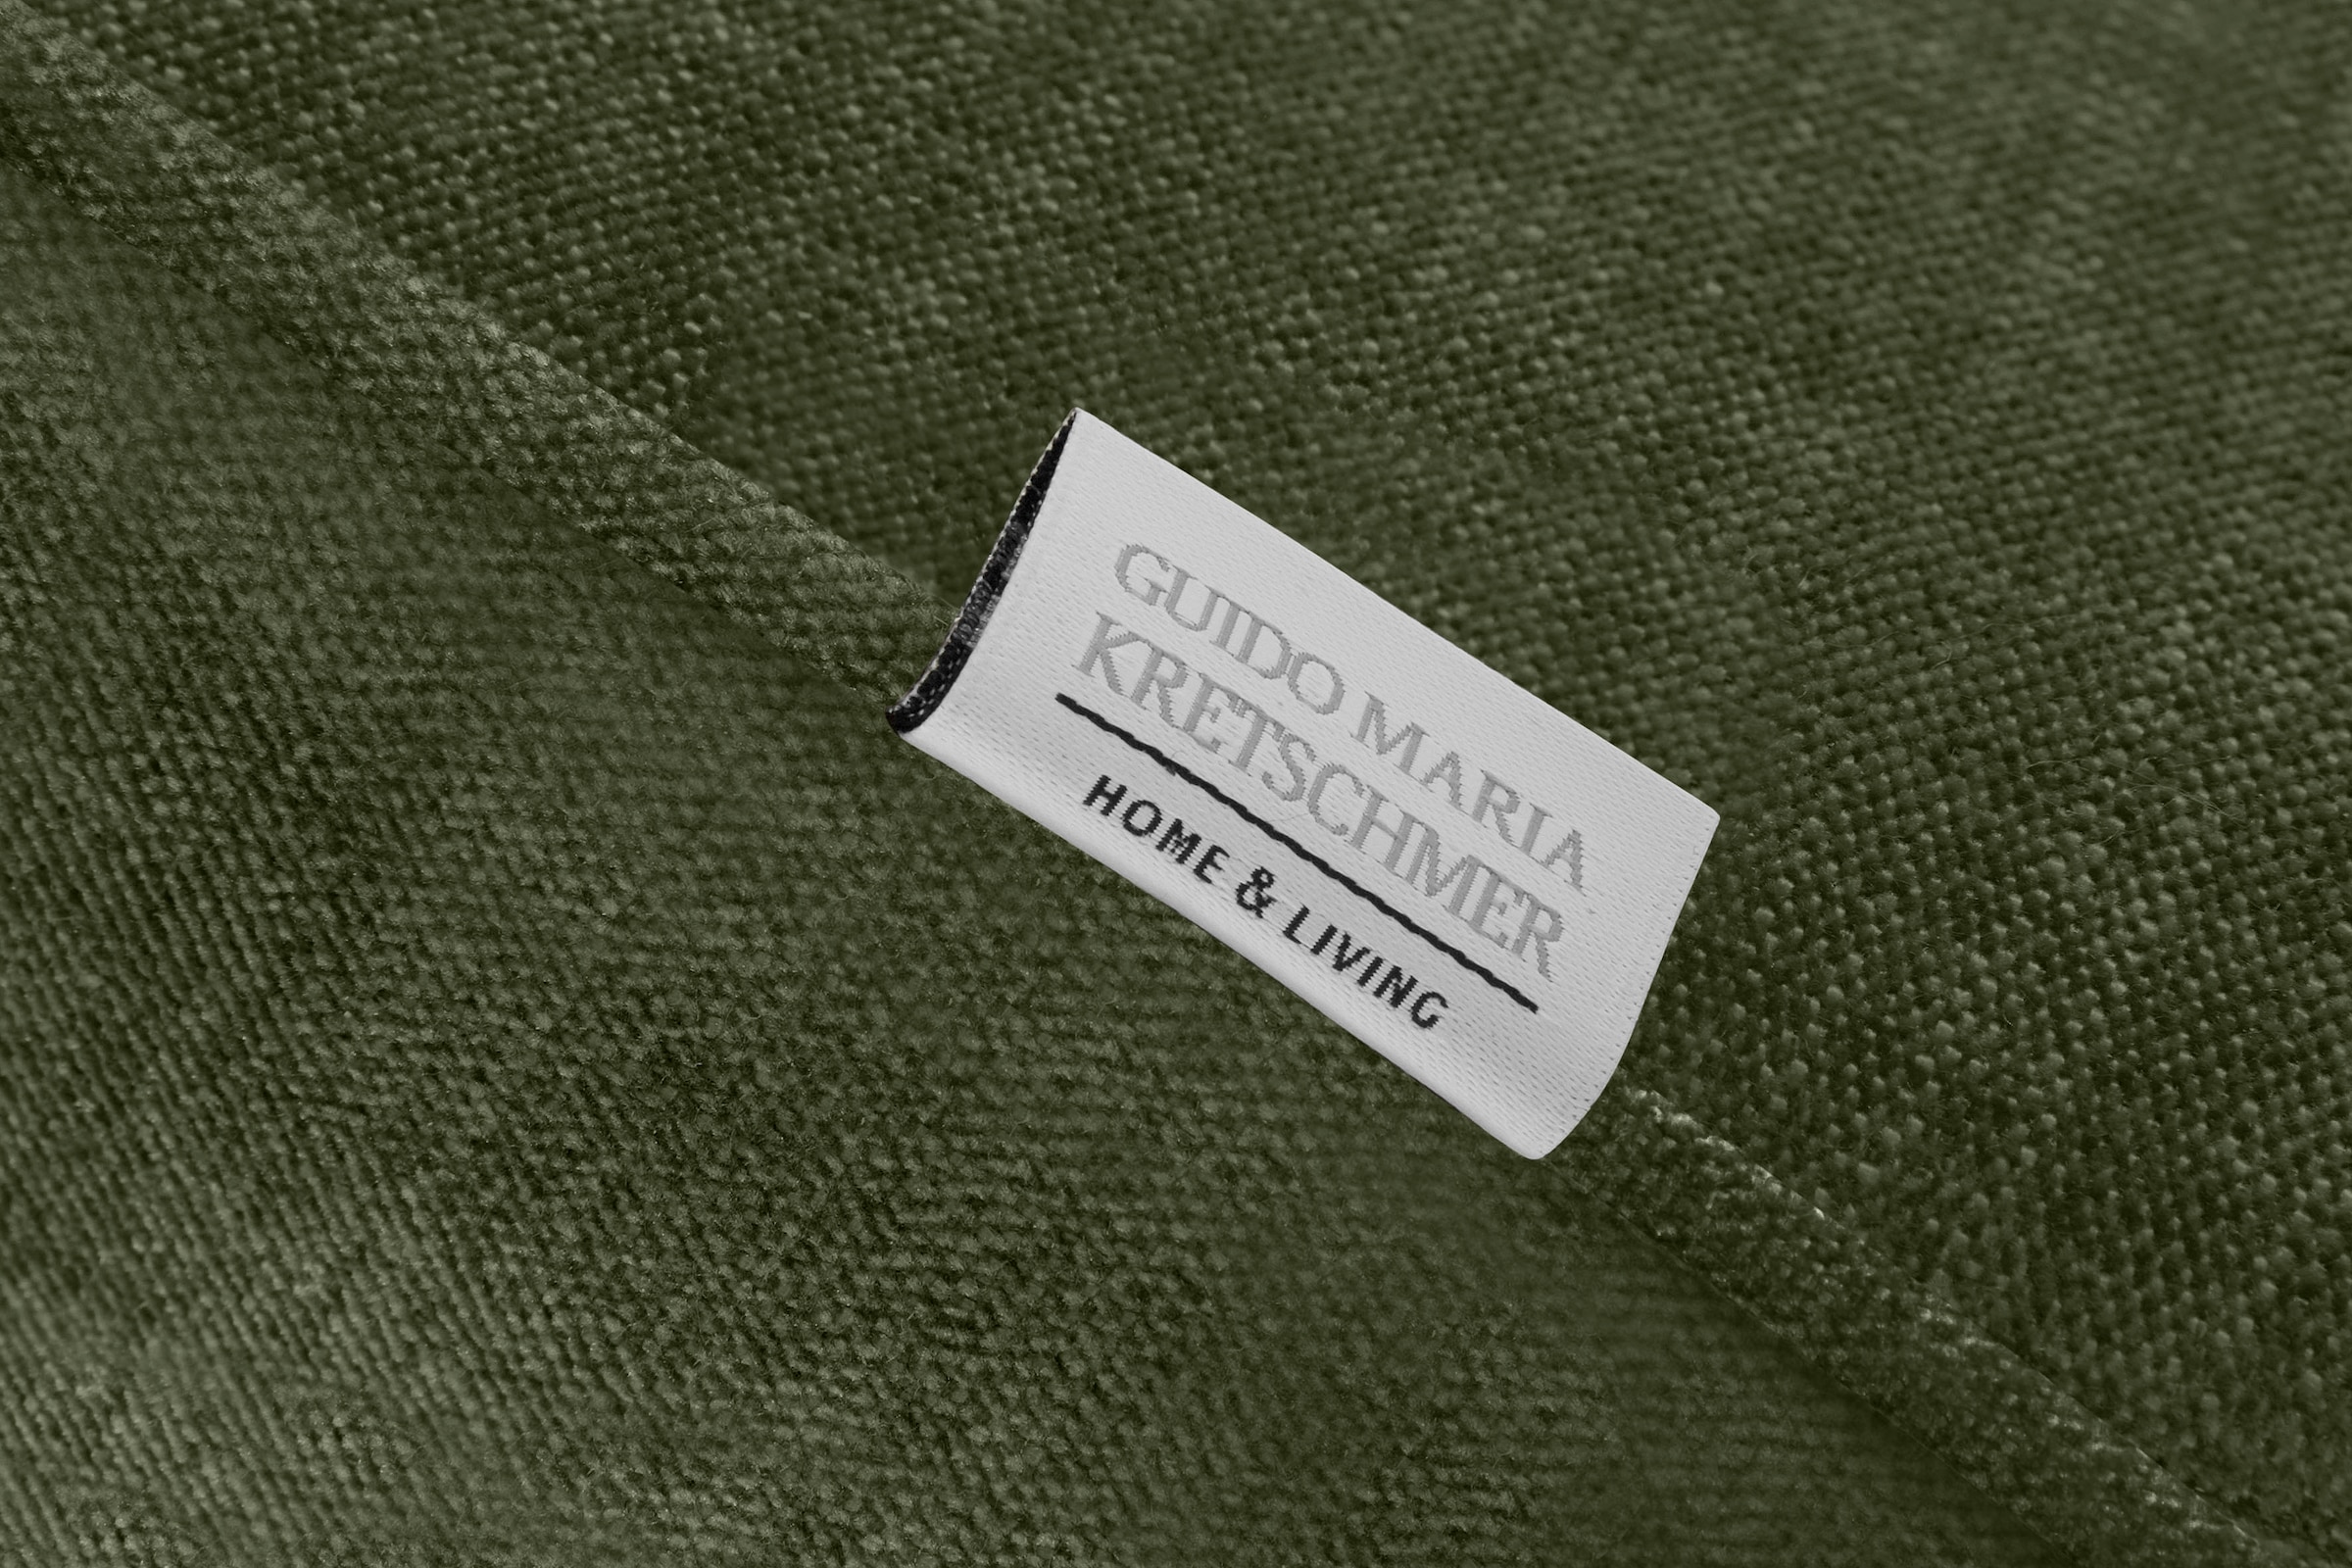 GUIDO MARIA
KRETSCHMER
HOME & LIVING